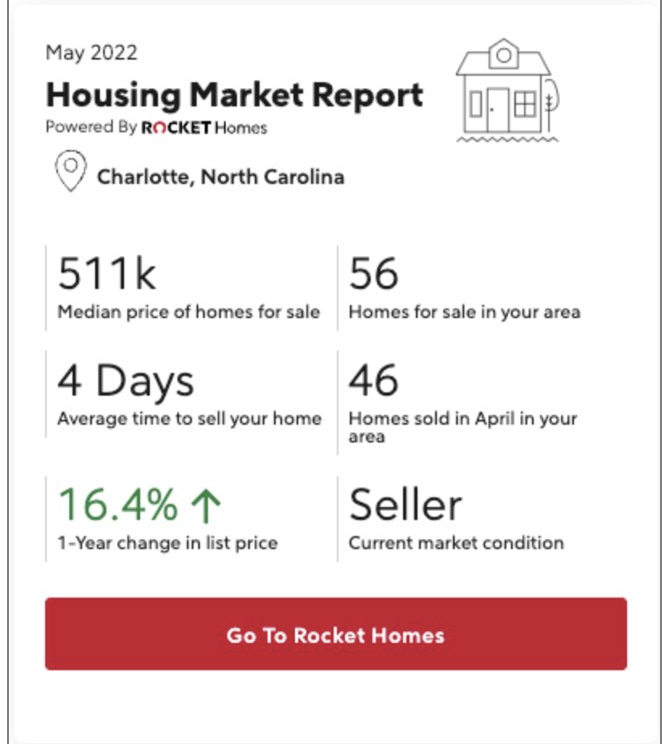 May 2022
Housing Market Report
Powered By ROCKET Homes
Charlotte, North Carolina
511k
Median price of homes for sale
56
Homes for sale in your area
4 Days
Average time to sell your home
46
Homes sold in April in your
area
16.4% ↑
1-Year change in list price
Seller
Current market condition
Go To Rocket Homes